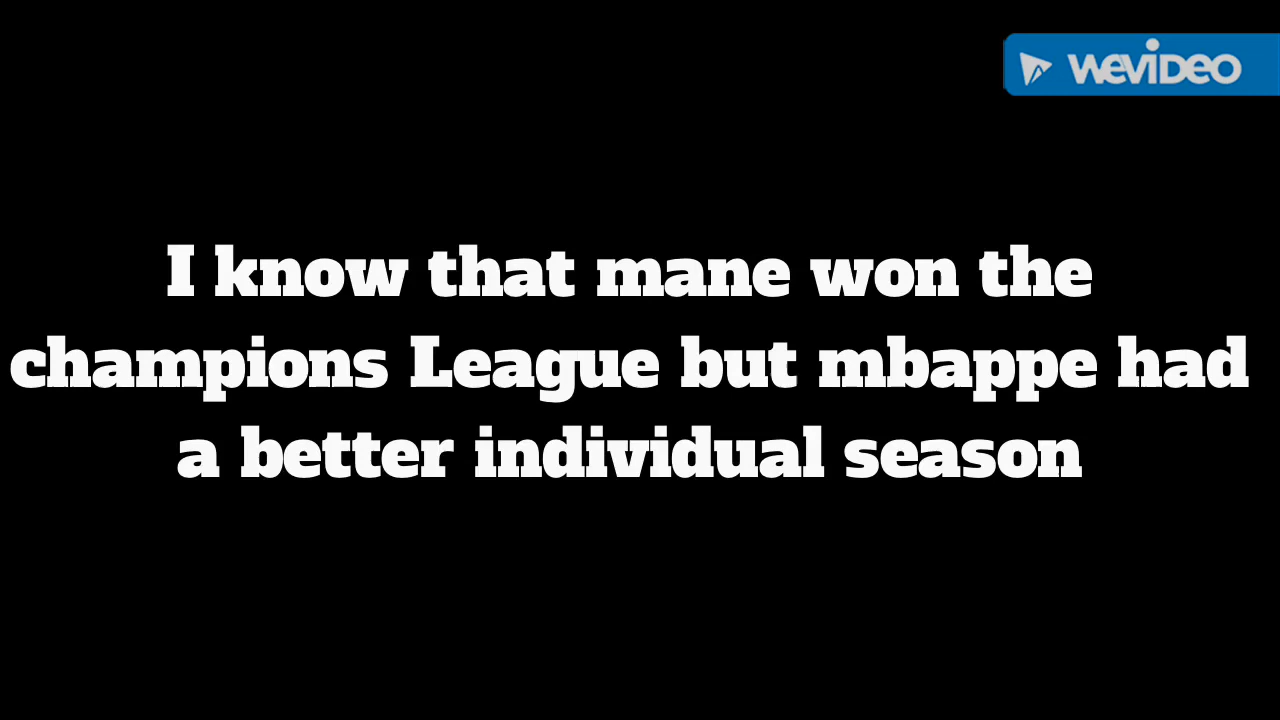 WEVIDEO
I know that mane won the
champions League but mbappe had
a better individual season